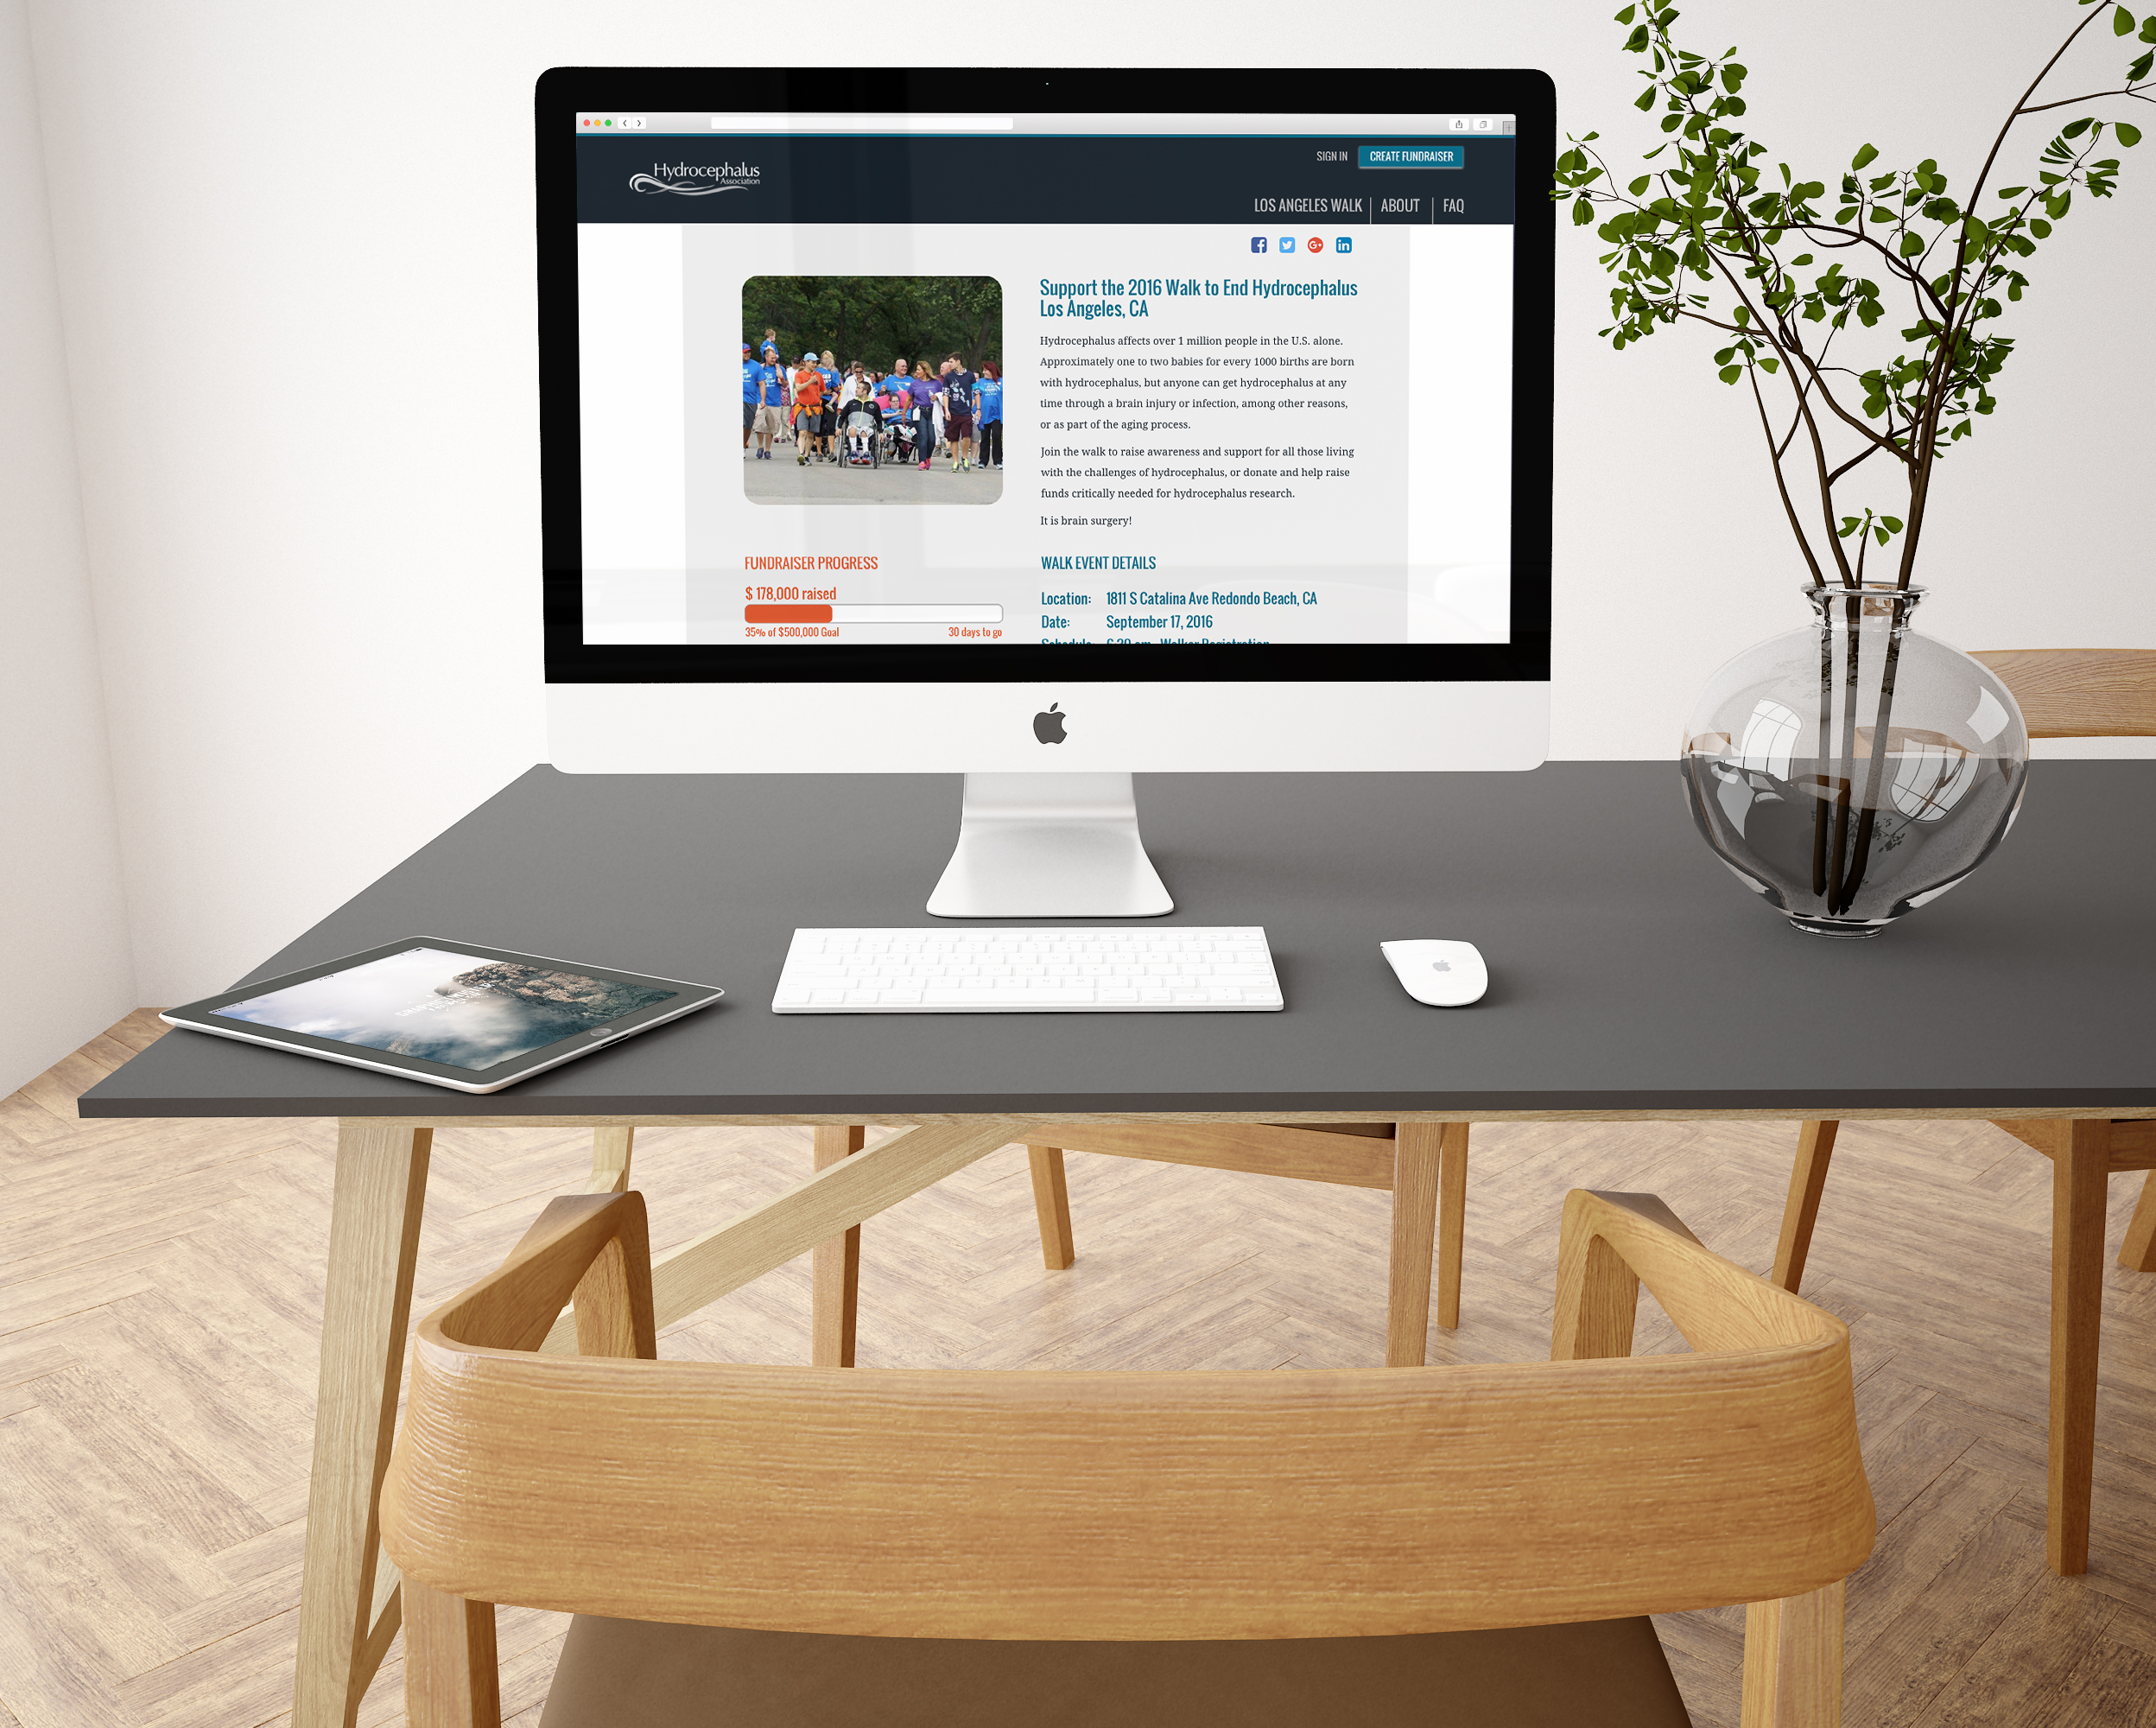 Hydrocephalus
Association
SIGN IN
CREATE FUNDRAISER
LOS ANGELES WALK
ABOUT
FAQ
Support the 2016 Walk to End Hydrocephalus
Los Angeles, CA
Hydrocephalus affects over 1 million people in the U.S. alone.
Approximately one to two babies for every 1000 births are born
with hydrocephalus, but anyone can get hydrocephalus at any
time through a brain injury or infection, among other reasons,
or as part of the aging process.
Join the walk to raise awareness and support for all those living
with the challenges of hydrocephalus, or donate and help raise
funds critically needed for hydrocephalus research.
It is brain surgery!
FUNDRAISER PROGRESS
$ 178,000 raised
35% of $500,000 Goal
30 days to go
WALK EVENT DETAILS
Location: 1811 S Catalina Ave Redondo Beach, CA
Date: September 17, 2016